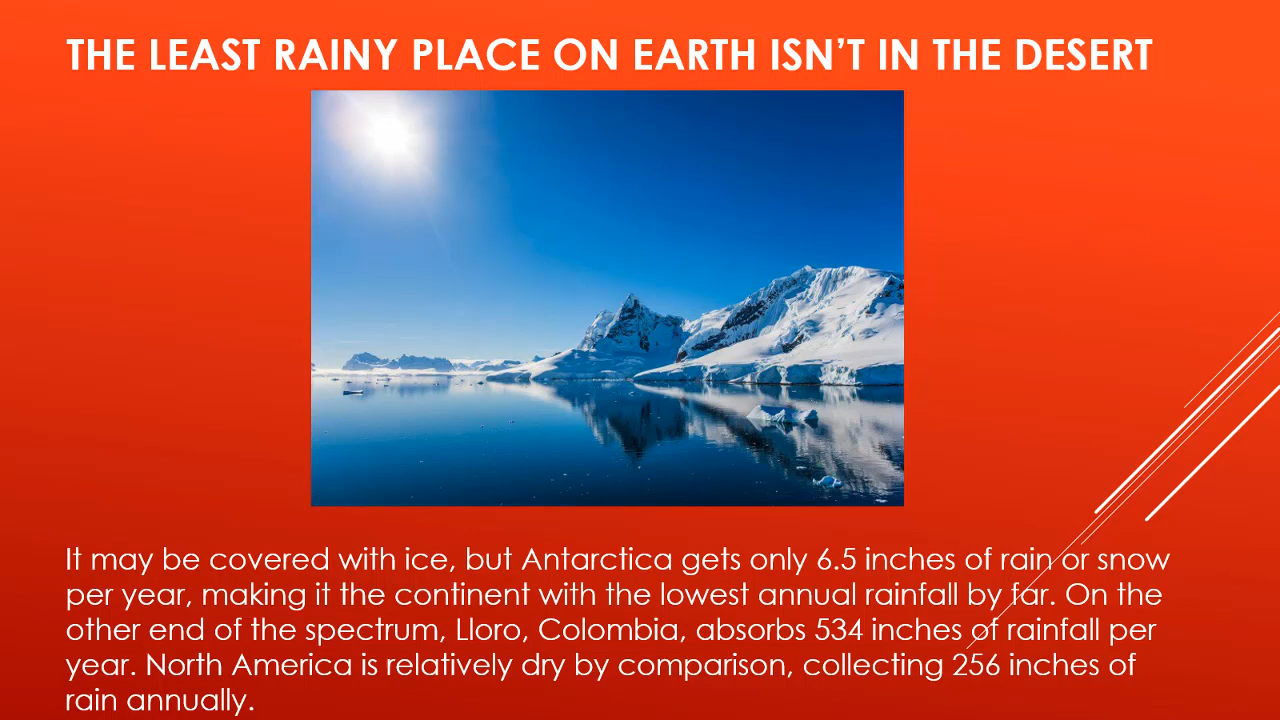 THE LEAST RAINY PLACE ON EARTH ISN’T IN THE DESERT
It may be covered with ice, but Antarctica gets only 6.5 inches of rain or snow
per year, making it the continent with the lowest annual rainfall by far. On the
other end of the spectrum, Lloro, Colombia, absorbs 534 inches of rainfall per
year. North America is relatively dry by comparison, collecting 256 inches of
rain annually.